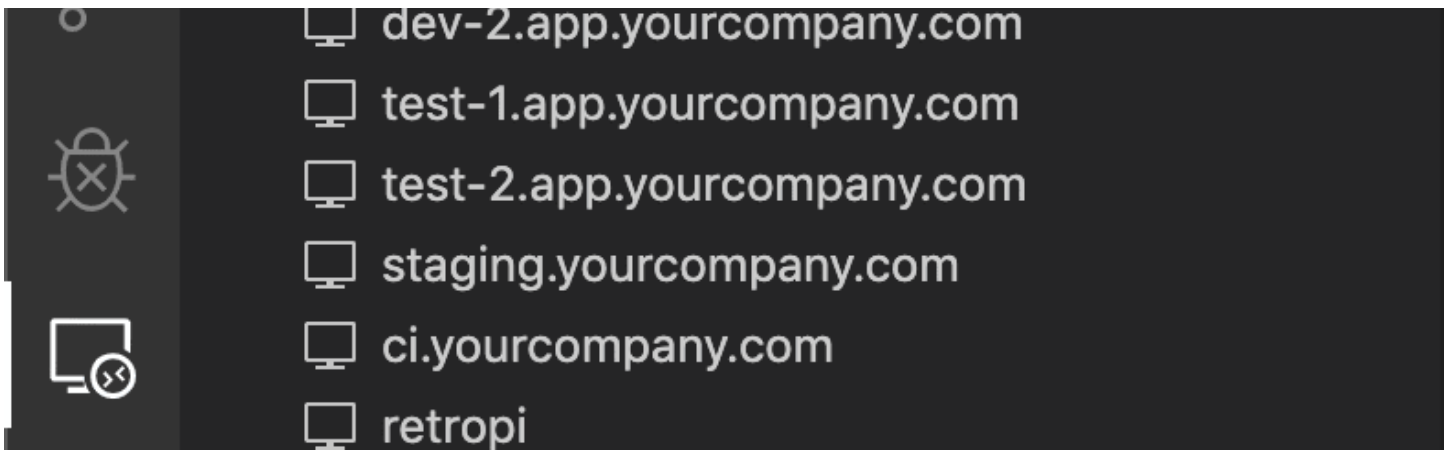 dev-2.app.yourcompany.com
test-1.app.yourcompany.com
test-2.app.yourcompany.com
staging.yourcompany.com
ci.yourcompany.com
retropi